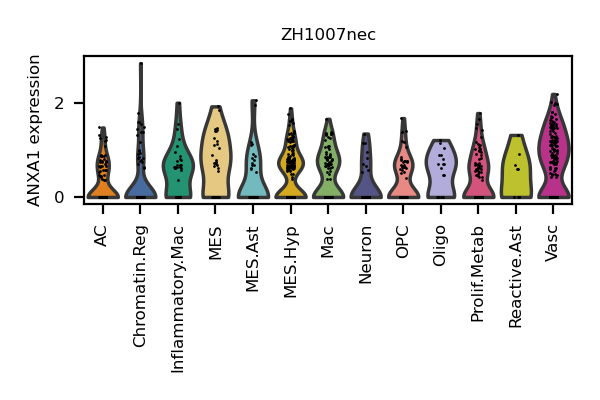 ZH1007nec
ANXA1 expression
2
0
AC
Chromatin.Reg
Inflammatory.Mac
MES
MES.Ast
MES.Hyp
Mac
Neuron
OPC
Oligo
Prolif.Metab
Reactive.Ast
Vasc